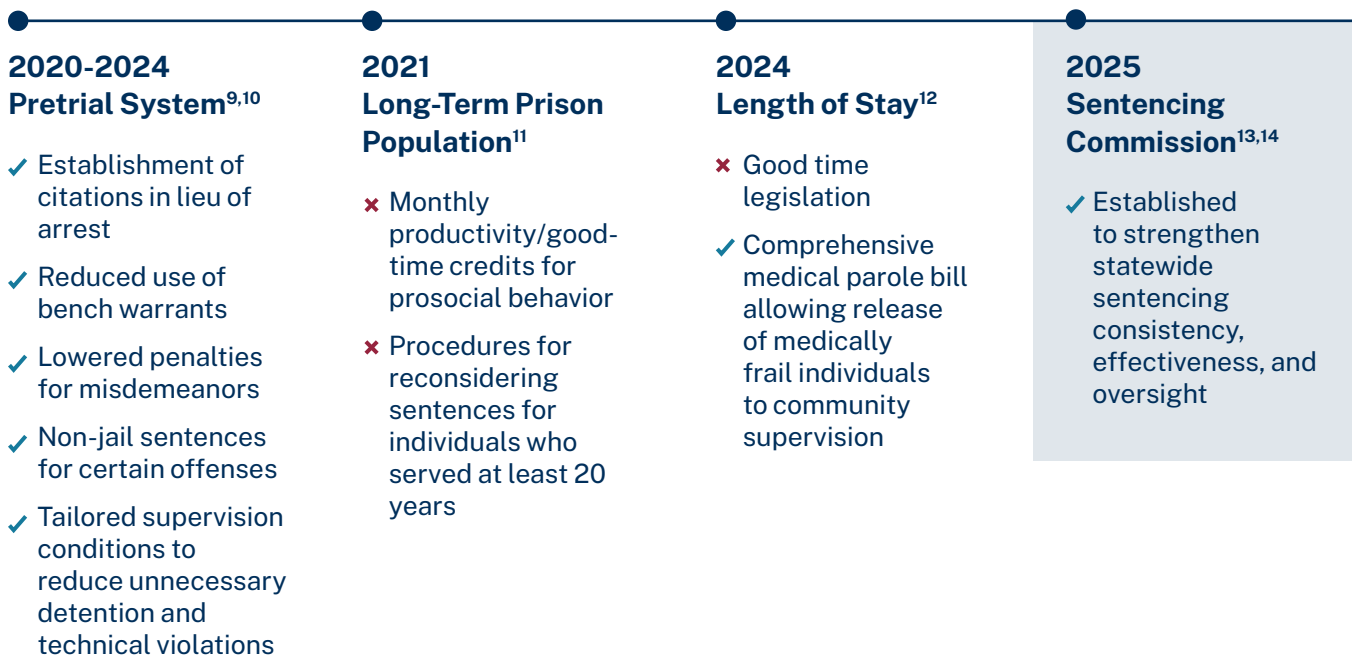 2020-2024
Pretrial System9,10
✓ Establishment of
citations in lieu of
arrest
✓ Reduced use of
bench warrants
✓ Lowered penalties
for misdemeanors
✓ Non-jail sentences
for certain offenses
✓ Tailored supervision
conditions to
reduce unnecessary
detention and
technical violations
2021
Long-Term Prison
Population11
✗ Monthly
productivity/good-
time credits for
prosocial behavior
✗ Procedures for
reconsidering
sentences for
individuals who
served at least 20
years
2024
Length of Stay12
✗ Good time
legislation
✓ Comprehensive
medical parole bill
allowing release
of medically
frail individuals
to community
supervision
2025
Sentencing
Commission13,14
✓ Established
to strengthen
statewide
sentencing
consistency,
effectiveness, and
oversight